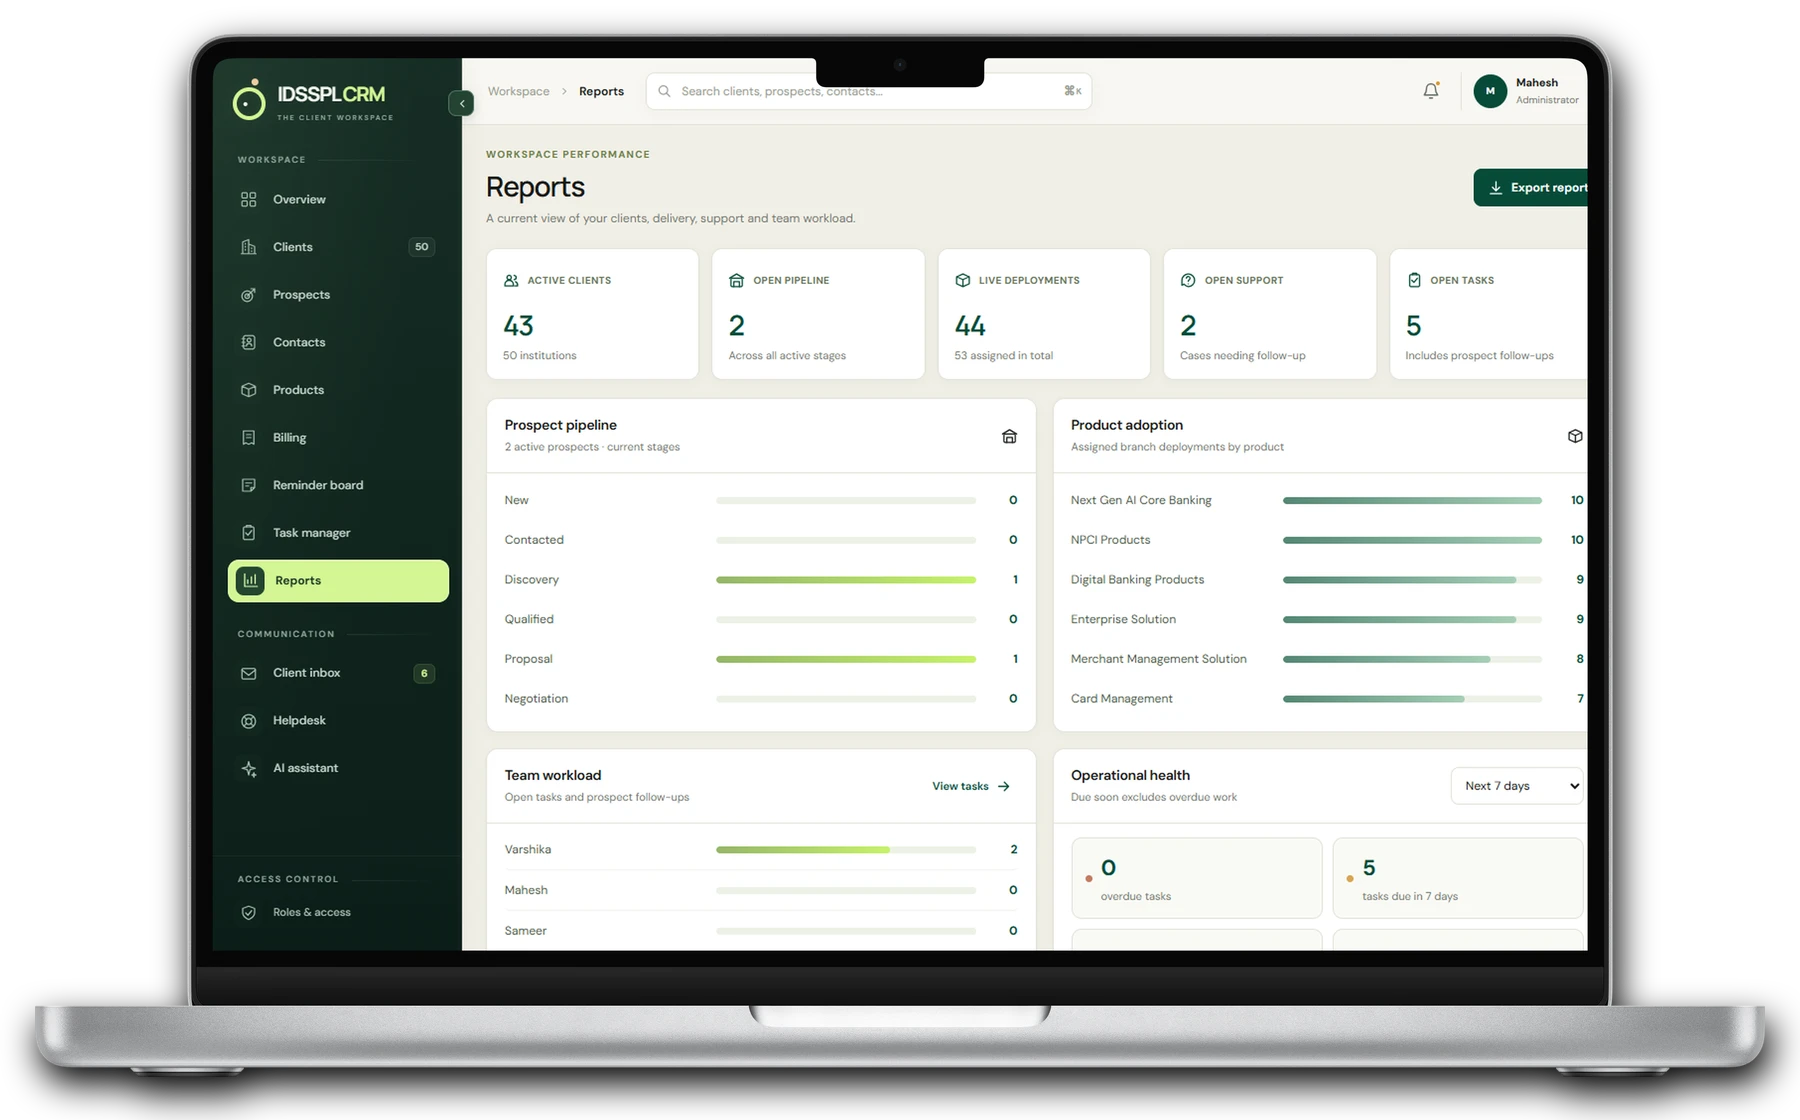 IDSSPLCRM
THE CLIENT WORKSPACE
WORKSPACE
Overview
Clients 50
Prospects
Contacts
Products
Billing
Reminder board
Task manager
Reports
COMMUNICATION
Client inbox 6
Helpdesk
AI assistant
ACCESS CONTROL
Roles & access
Workspace > Reports
Search clients, prospects, contacts... ⌘K
M
Mahesh
Administrator
WORKSPACE PERFORMANCE
Reports
A current view of your clients, delivery, support and team workload.
Export report
ACTIVE CLIENTS
43
50 institutions
OPEN PIPELINE
2
Across all active stages
LIVE DEPLOYMENTS
44
53 assigned in total
OPEN SUPPORT
2
Cases needing follow-up
OPEN TASKS
5
Includes prospect follow-ups
Prospect pipeline
2 active prospects · current stages
New 0
Contacted 0
Discovery 1
Qualified 0
Proposal 1
Negotiation 0
Product adoption
Assigned branch deployments by product
Next Gen AI Core Banking 10
NPCI Products 10
Digital Banking Products 9
Enterprise Solution 9
Merchant Management Solution 8
Card Management 7
Team workload
Open tasks and prospect follow-ups
View tasks →
Varshika 2
Mahesh 0
Sameer 0
Operational health
Due soon excludes overdue work
Next 7 days
0
overdue tasks
5
tasks due in 7 days